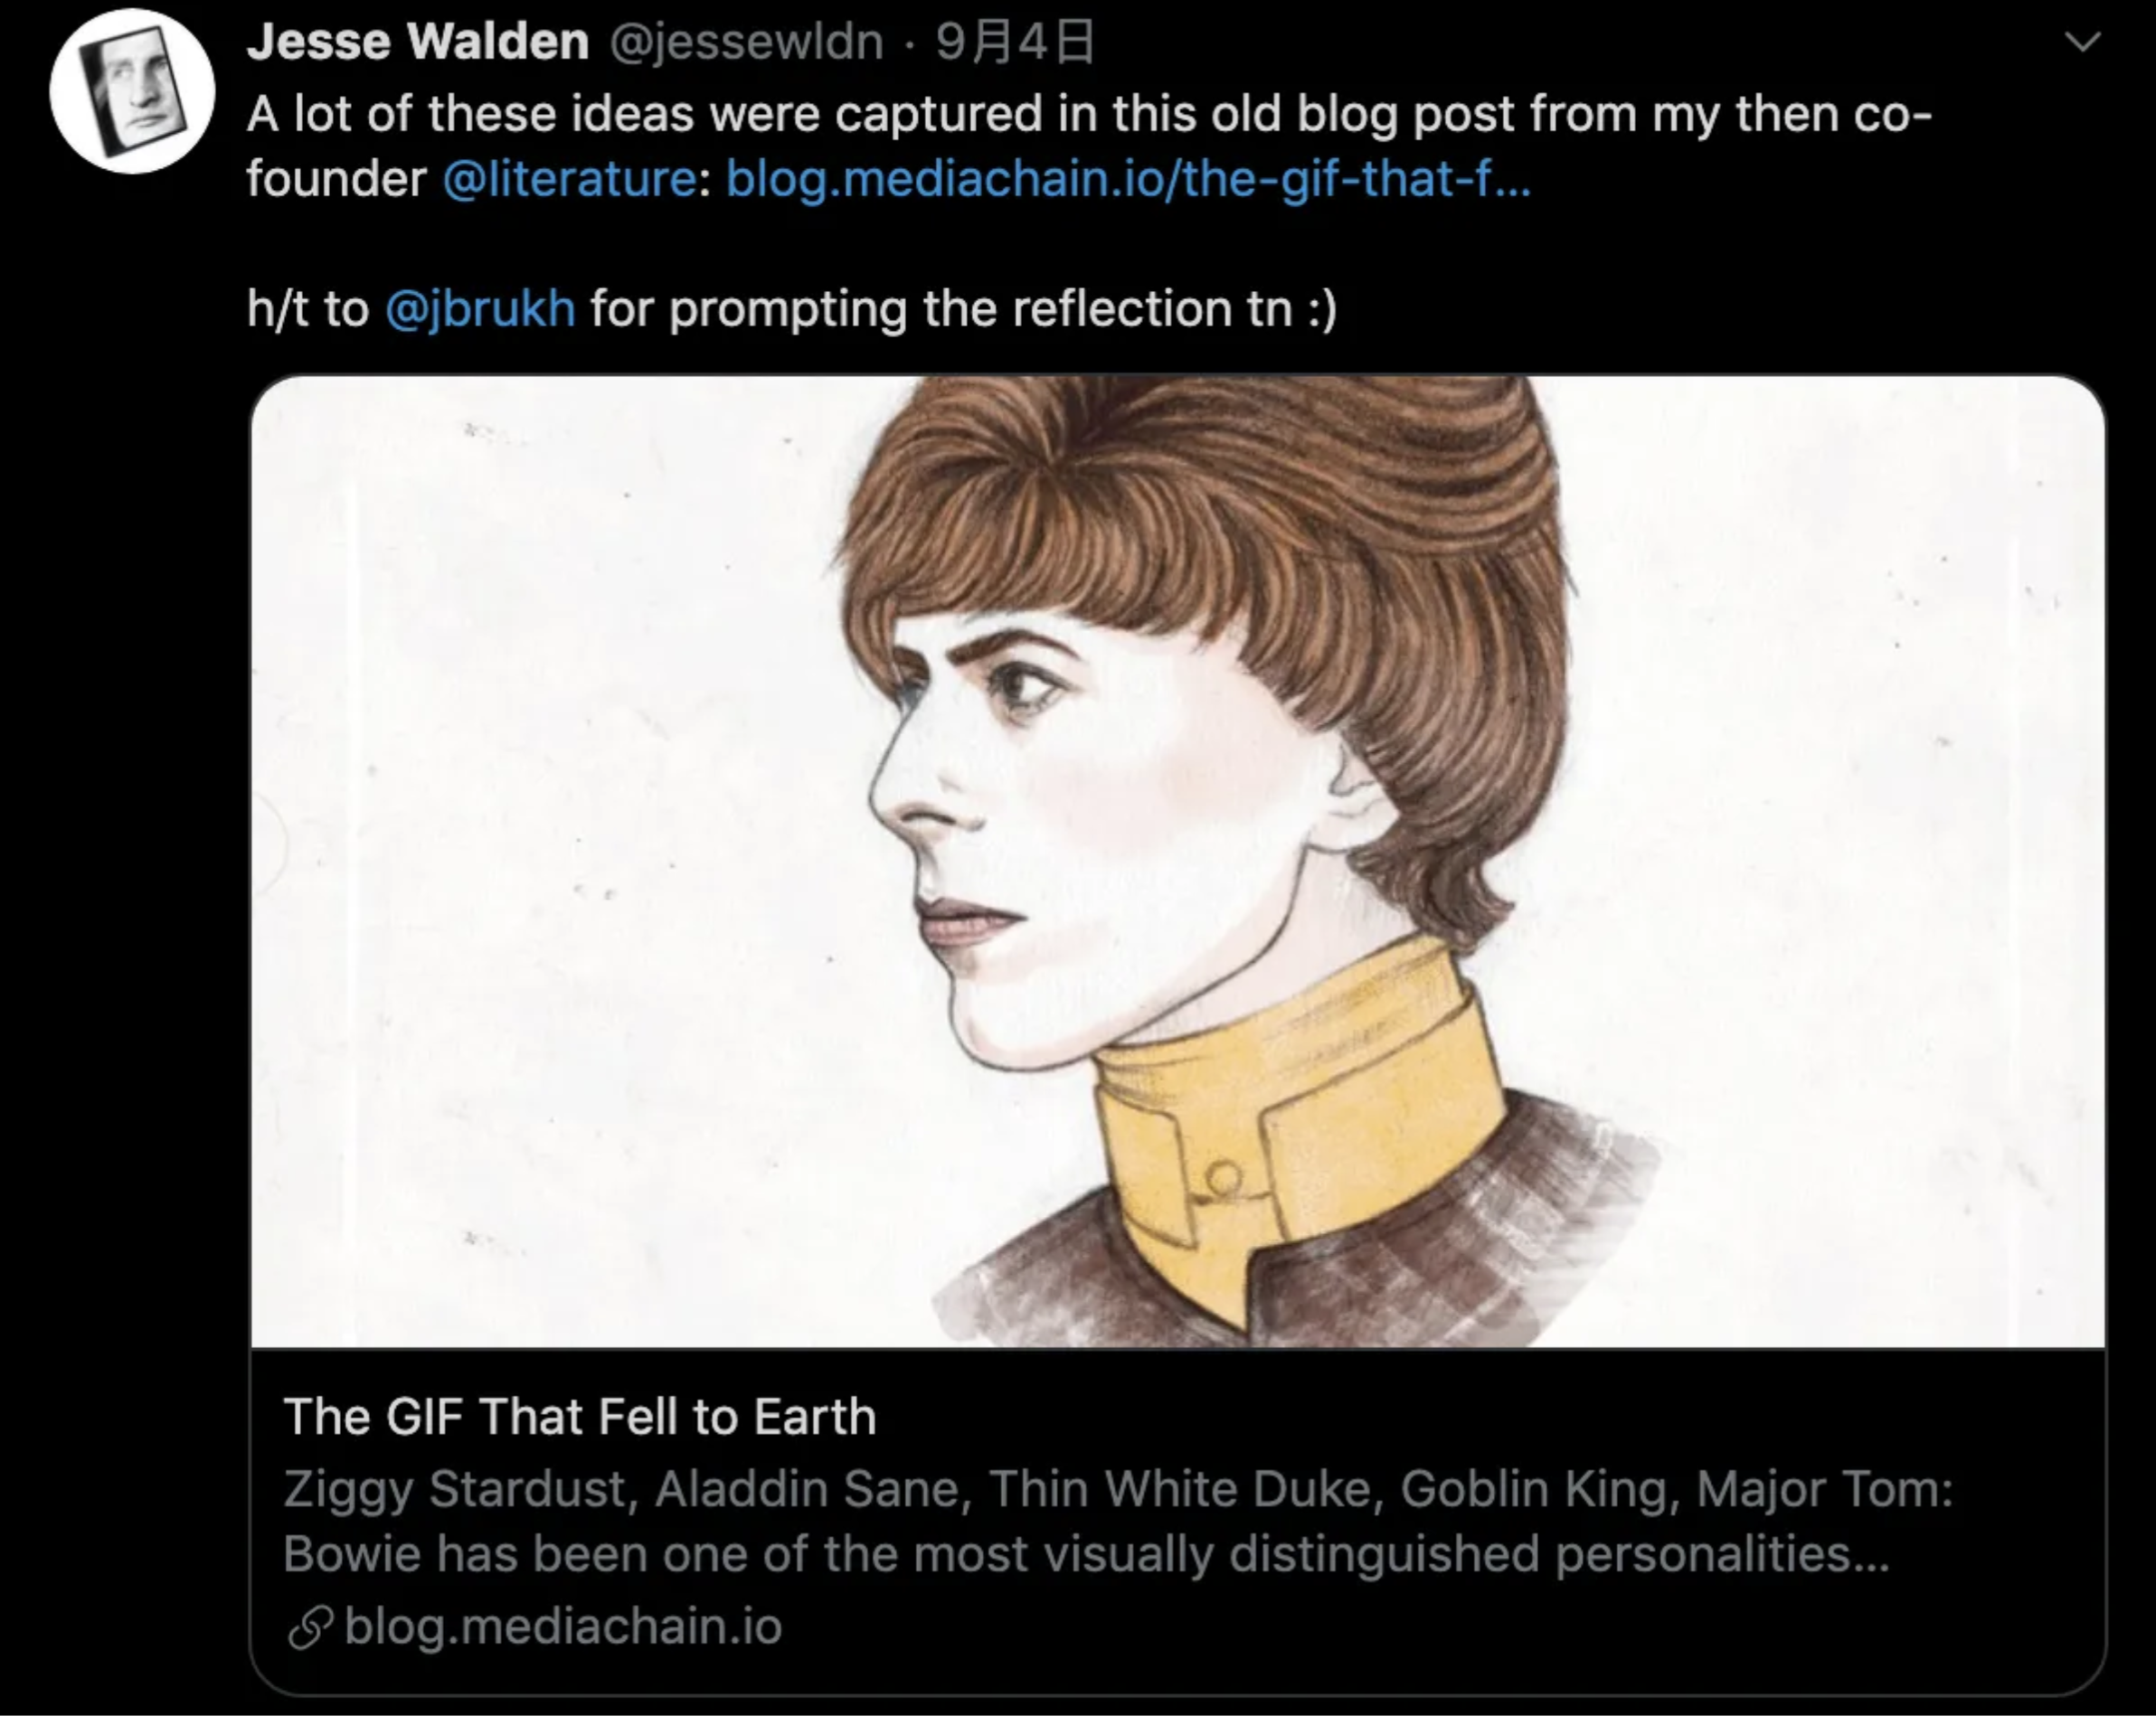 Jesse Walden @jessewldn · 9月4日
A lot of these ideas were captured in this old blog post from my then co-
founder @literature: blog.mediachain.io/the-gif-that-f...
h/t to @jbrukh for prompting the reflection tn :)
The GIF That Fell to Earth
Ziggy Stardust, Aladdin Sane, Thin White Duke, Goblin King, Major Tom:
Bowie has been one of the most visually distinguished personalities...
blog.mediachain.io